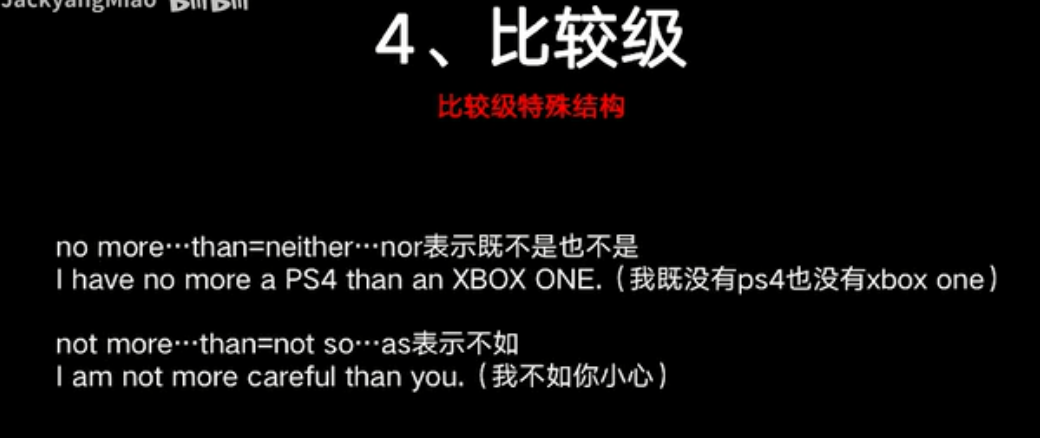 JackyangMiao bilibili
4、比较级
比较级特殊结构
no more…than=neither…nor表示既不是也不是
I have no more a PS4 than an XBOX ONE.（我既没有ps4也没有xbox one）
not more…than=not so…as表示不如
I am not more careful than you.（我不如你小心）